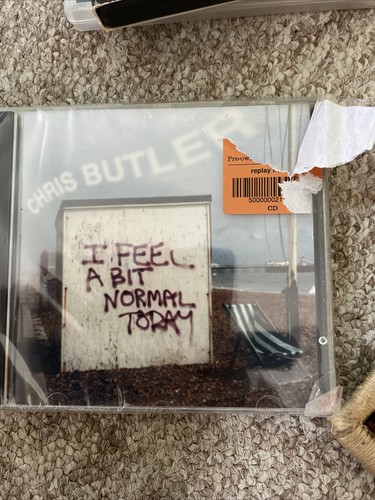 CHRIS BUTLER
Pre-ow
replay
CD
I FEEL
A BIT
NORMAL
TODAY